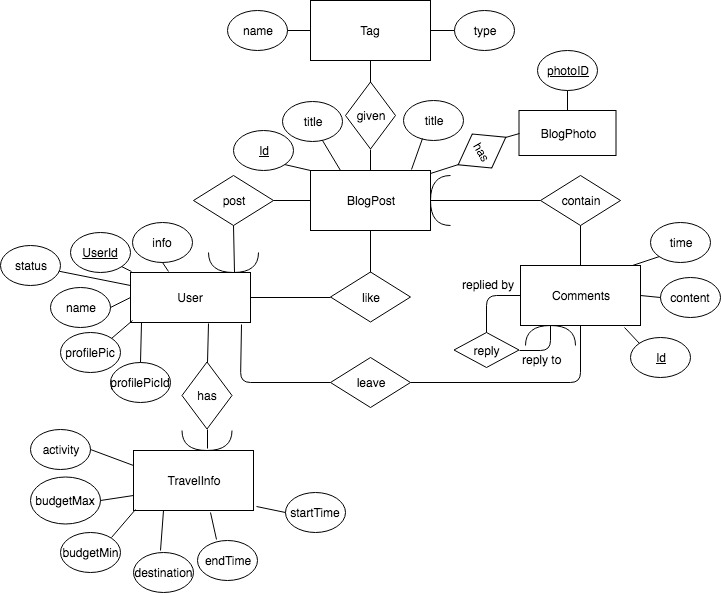 name
Tag
type
photoID
given
title
title
BlogPhoto
Id
has
post
BlogPost
contain
UserId
info
time
status
replied by
User
like
Comments
content
name
profilePic
reply
reply to
Id
profilePicId
has
leave
activity
TravelInfo
budgetMax
startTime
budgetMin
endTime
destination